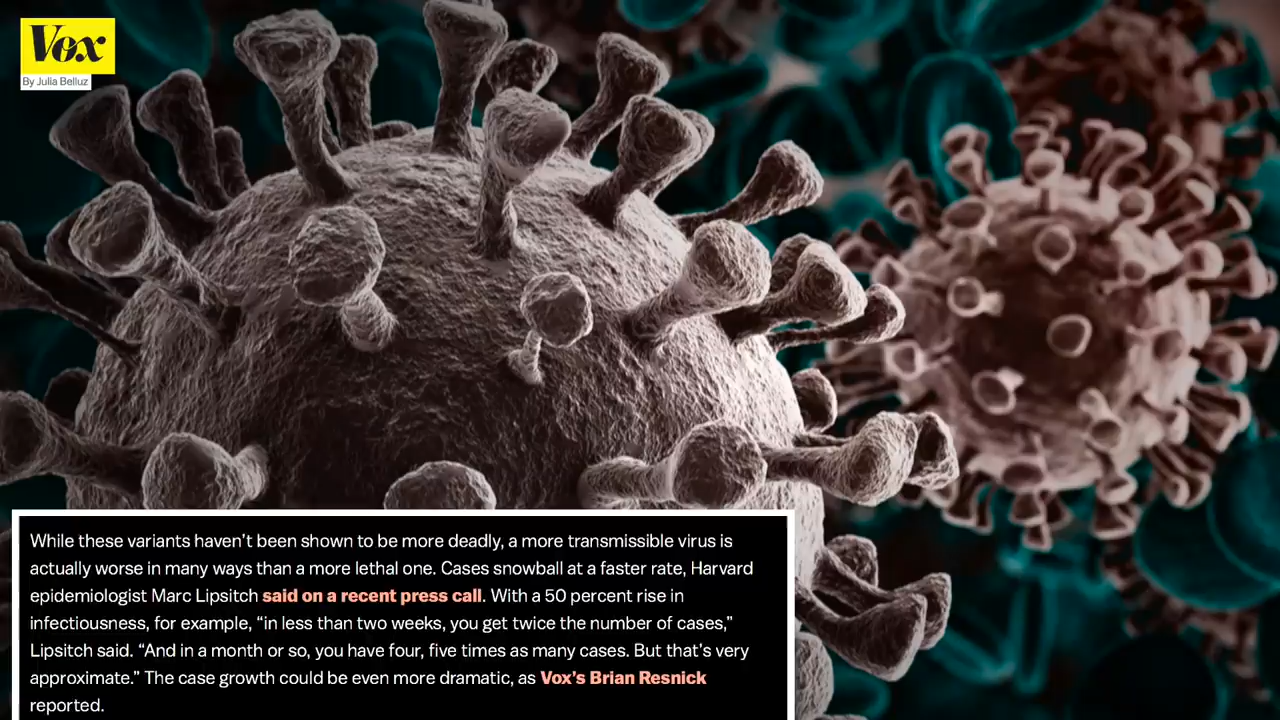 Vox
By Julia Belluz
While these variants haven't been shown to be more deadly, a more transmissible virus is
actually worse in many ways than a more lethal one. Cases snowball at a faster rate, Harvard
epidemiologist Marc Lipsitch said on a recent press call. With a 50 percent rise in
infectiousness, for example, “in less than two weeks, you get twice the number of cases,”
Lipsitch said. “And in a month or so, you have four, five times as many cases. But that's very
approximate.” The case growth could be even more dramatic, as Vox's Brian Resnick
reported.